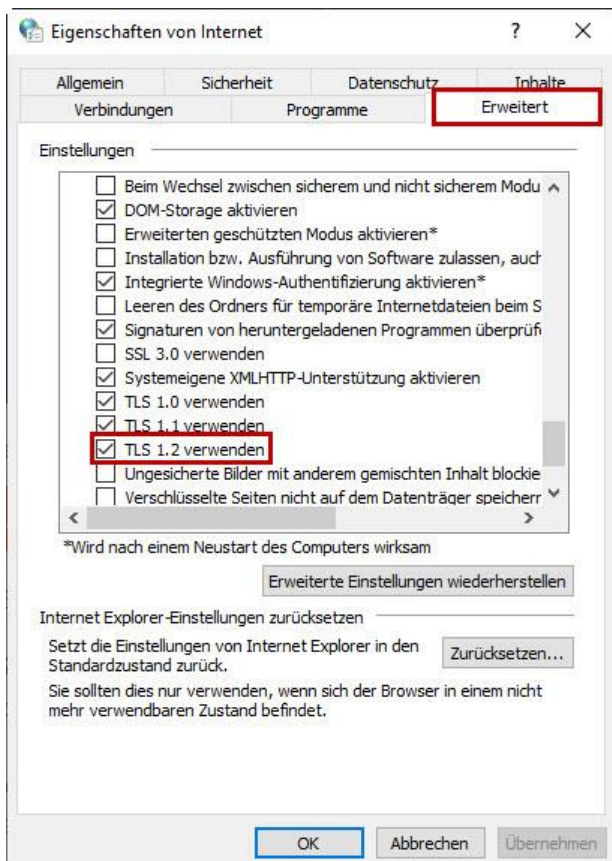 Eigenschaften von Internet
?
Allgemein Sicherheit Datenschutz Inhalte
Verbindungen Programme Erweitert
Einstellungen
Beim Wechsel zwischen sicherem und nicht sicherem Modu
DOM-Storage aktivieren
Erweiterten geschützten Modus aktivieren*
Installation bzw. Ausführung von Software zulassen, auch
Integrierte Windows-Authentifizierung aktivieren*
Leeren des Ordners für temporäre Internetdateien beim S
Signaturen von heruntergeladenen Programmen überprüfe
SSL 3.0 verwenden
Systemeigene XMLHTTP-Unterstützung aktivieren
TLS 1.0 verwenden
TLS 1.1 verwenden
TLS 1.2 verwenden
Ungesicherte Bilder mit anderem gemischten Inhalt blockie
Verschlüsselte Seiten nicht auf dem Datenträger speichern
*Wird nach einem Neustart des Computers wirksam
Erweiterte Einstellungen wiederherstellen
Internet Explorer-Einstellungen zurücksetzen
Setzt die Einstellungen von Internet Explorer in den
Standardzustand zurück.
Zurücksetzen...
Sie sollten dies nur verwenden, wenn sich der Browser in einem nicht
mehr verwendbaren Zustand befindet.
OK Abbrechen Übernehmen